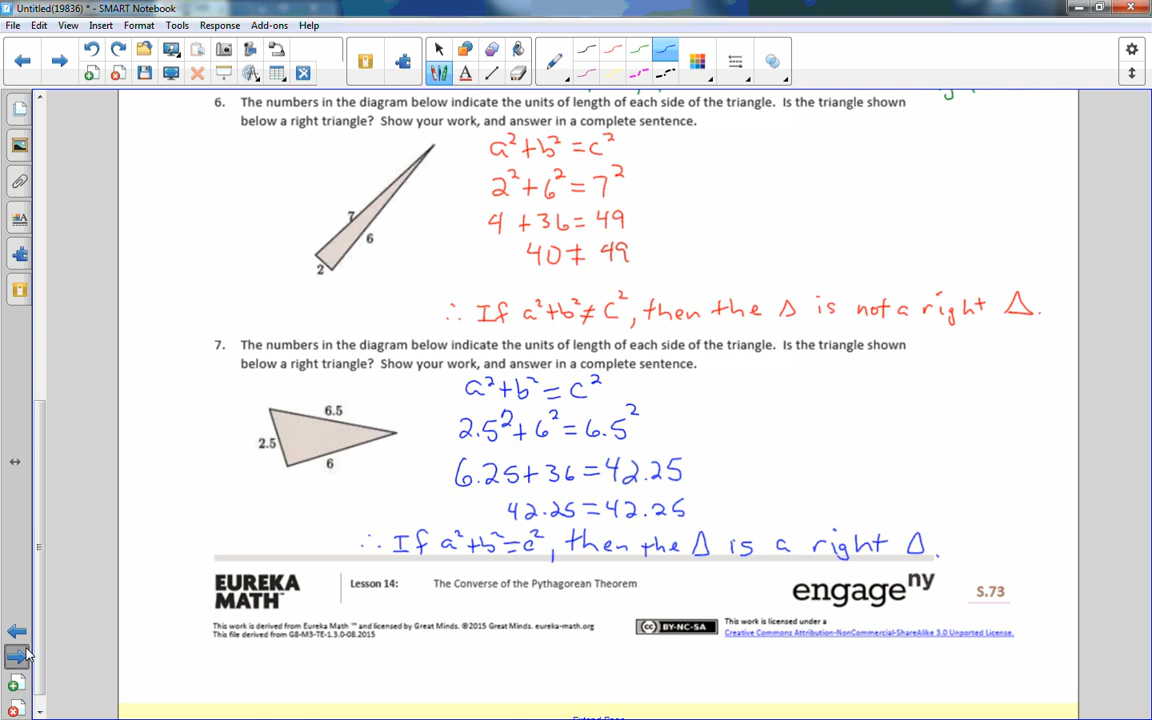 Untitled(19836) * - SMART Notebook
File Edit View Insert Format Tools Response Add-ons Help
6. The numbers in the diagram below indicate the units of length of each side of the triangle. Is the triangle shown
below a right triangle? Show your work, and answer in a complete sentence.
a² + b² = c²
2² + 6² = 7²
4 + 36 = 49
40 ≠ 49
7
6
2
∴ If a² + b² ≠ c², then the Δ is not a right Δ.
7. The numbers in the diagram below indicate the units of length of each side of the triangle. Is the triangle shown
below a right triangle? Show your work, and answer in a complete sentence.
a² + b² = c²
2.5² + 6² = 6.5²
6.25 + 36 = 42.25
42.25 = 42.25
6.5
2.5
6
∴ If a² + b² = c², then the Δ is a right Δ.
EUREKA
MATH™
Lesson 14: The Converse of the Pythagorean Theorem
engageny
S.73
This work is derived from Eureka Math ™ and licensed by Great Minds. ©2015 Great Minds. eureka-math.org
This file derived from G8-M3-TE-1.3.0-08.2015
(cc) BY-NC-SA
This work is licensed under a
Creative Commons Attribution-NonCommercial-ShareAlike 3.0 Unported License.
Extend Page